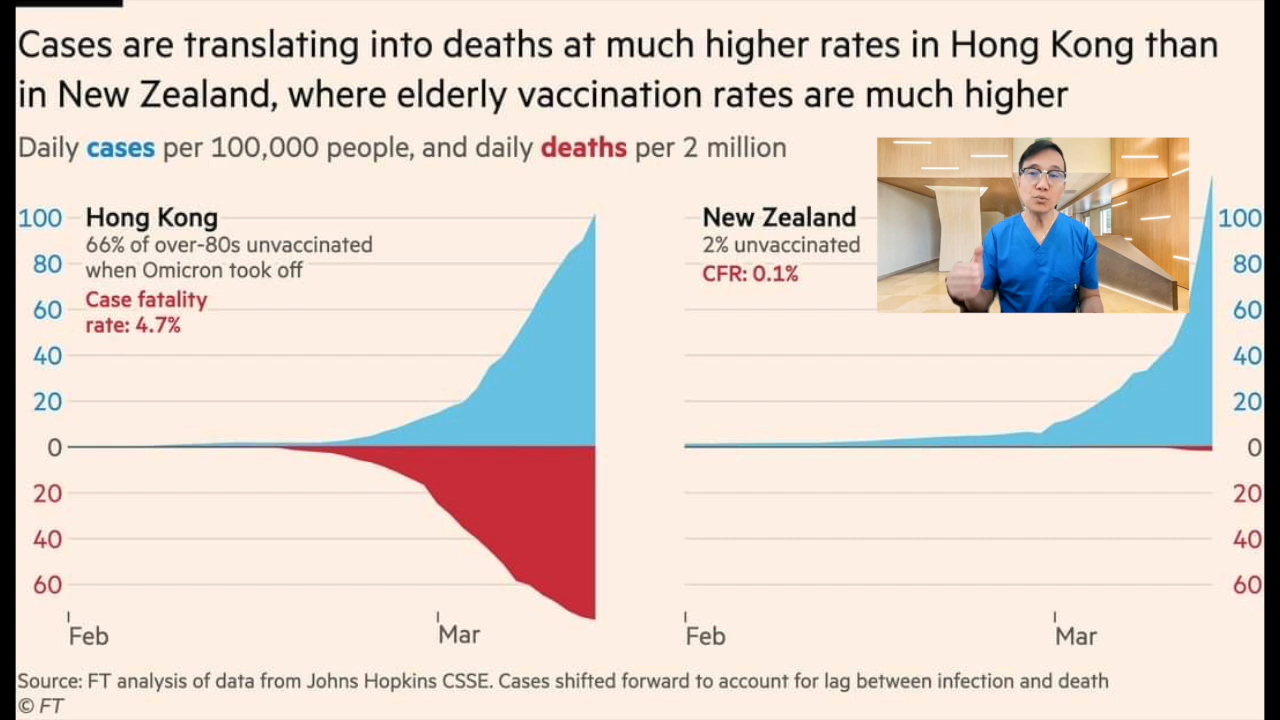 Cases are translating into deaths at much higher rates in Hong Kong than
in New Zealand, where elderly vaccination rates are much higher
Daily cases per 100,000 people, and daily deaths per 2 million
Hong Kong
66% of over-80s unvaccinated
when Omicron took off
Case fatality
rate: 4.7%
100
80
60
40
20
0
20
40
60
Feb
Mar
New Zealand
2% unvaccinated
CFR: 0.1%
100
80
60
40
20
0
20
40
60
Feb
Mar
Source: FT analysis of data from Johns Hopkins CSSE. Cases shifted forward to account for lag between infection and death
© FT